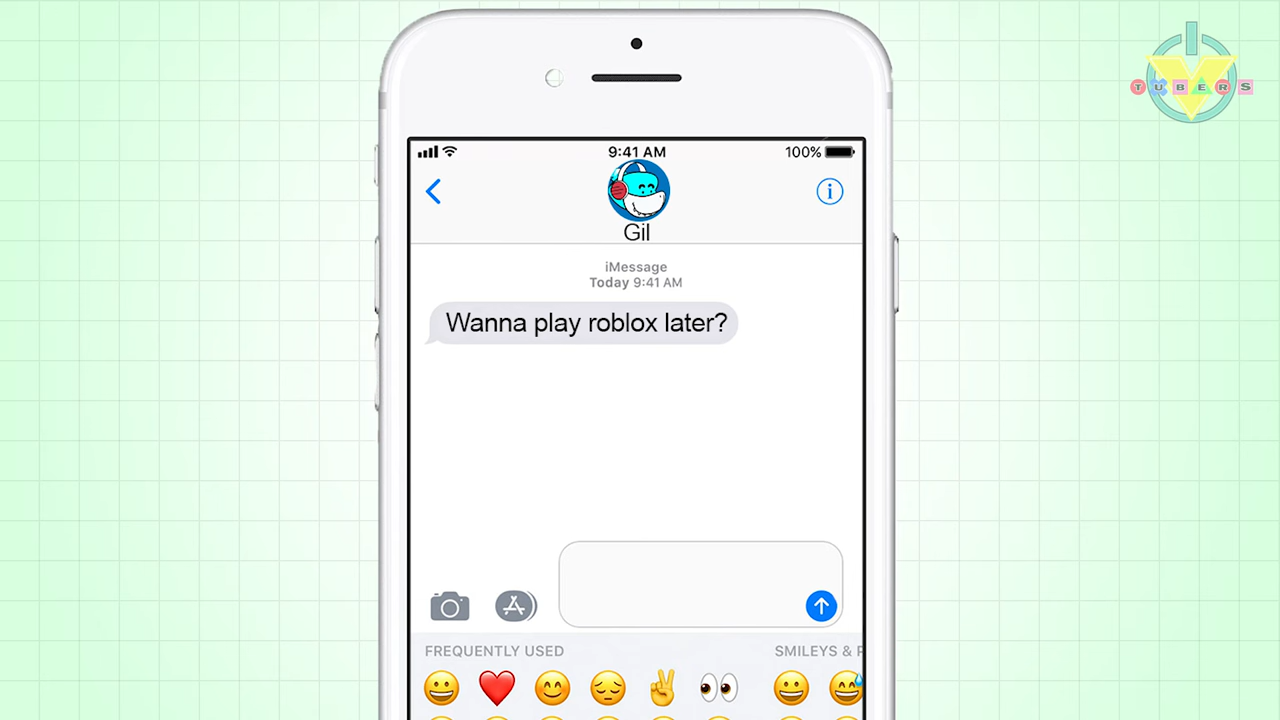 TUBERS
9:41 AM
100%
Gil
iMessage
Today 9:41 AM
Wanna play roblox later?
FREQUENTLY USED
SMILEYS & P